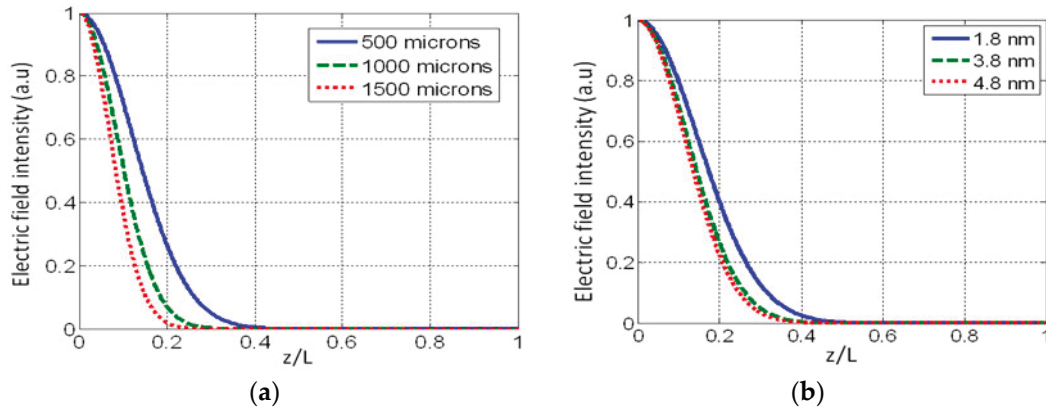 Electric field intensity (a.u)
1
0.8
0.6
0.4
0.2
0
500 microns
1000 microns
1500 microns
0 0.2 0.4 0.6 0.8 1
z/L
(a)
Electric field intensity (a.u)
1
0.8
0.6
0.4
0.2
0
1.8 nm
3.8 nm
4.8 nm
0 0.2 0.4 0.6 0.8 1
z/L
(b)